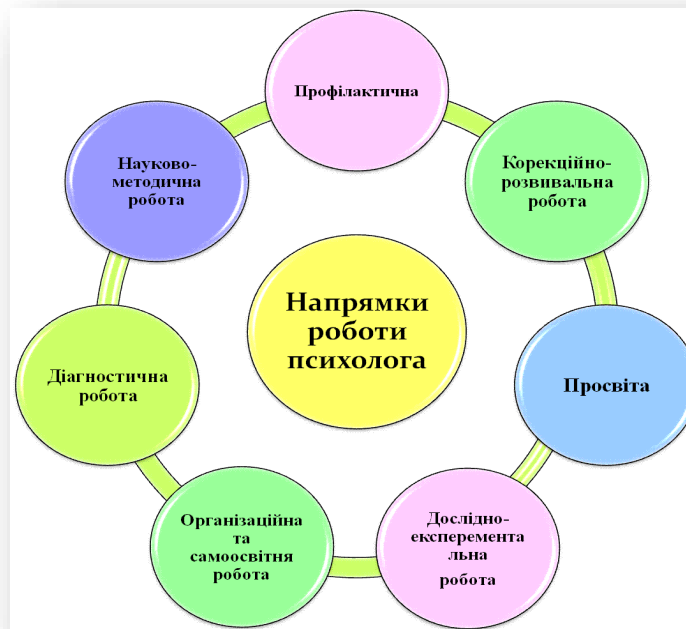 Профілактична
Корекційно-
розвивальна
робота
Просвіта
Дослідно-
експеремента
льна
робота
Організаційна
та
самоосвітня
робота
Діагностична
робота
Науково-
методична
робота
Напрямки
роботи
психолога